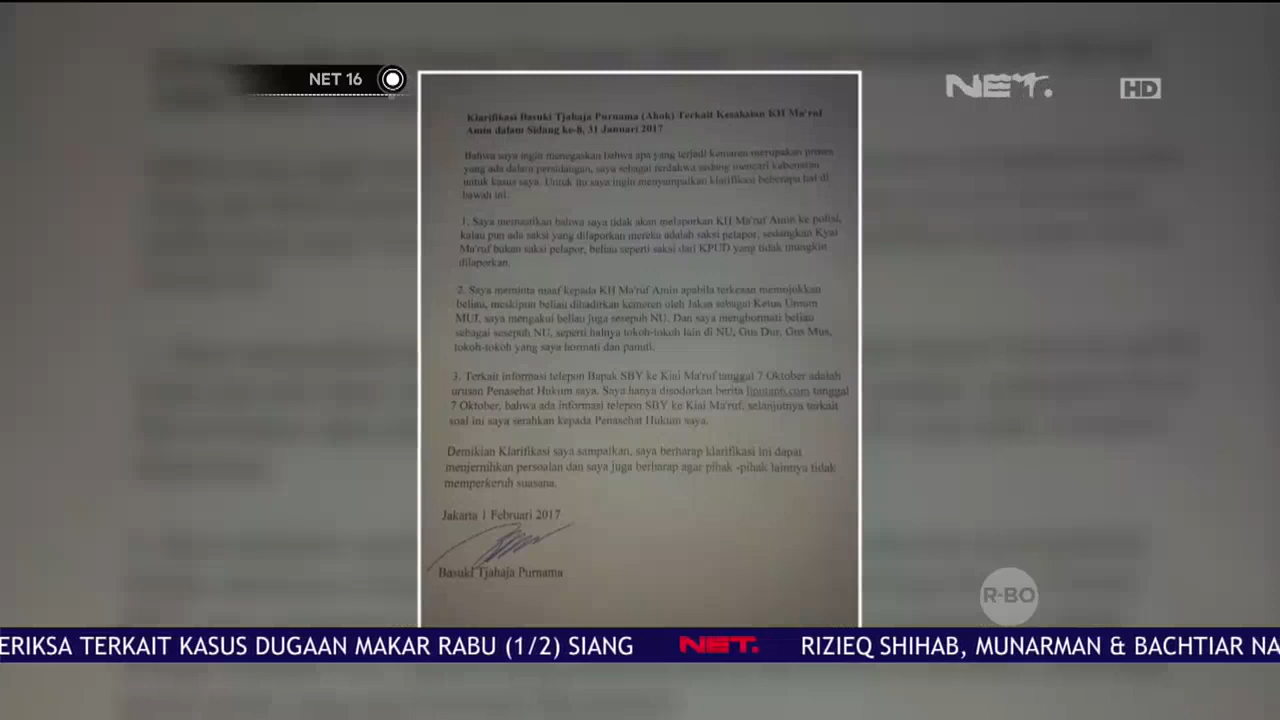 NET 16
NET.
HD
Klarifikasi Basuki Tjahaja Purnama (Ahok) Terkait Kesaksian KH Ma'ruf
Amin dalam Sidang ke-8, 31 Januari 2017
Bahwa saya ingin menegaskan bahwa apa yang terjadi kemaren merupakan proses
yang ada dalam persidangan, saya sebagai terdakwa sedang mencari kebenaran
untuk kasus saya. Untuk itu saya ingin menyampaikan klarifikasi beberapa hal di
bawah ini.
1. Saya memastikan bahwa saya tidak akan melaporkan KH Ma'ruf Amin ke polisi,
kalau pun ada saksi yang dilaporkan mereka adalah saksi pelapor, sedangkan Kyai
Ma'ruf bukan saksi pelapor, beliau seperti saksi dari KPUD yang tidak mungkin
dilaporkan.
2. Saya meminta maaf kepada KH Ma'ruf Amin apabila terkesan memojokkan
beliau, meskipun beliau dihadirkan kemaren oleh Jaksa sebagai Ketua Umum
MUI, saya mengakui beliau juga sesepuh NU. Dan saya menghormati beliau
sebagai sesepuh NU, seperti halnya tokoh-tokoh lain di NU, Gus Dur, Gus Mus,
tokoh-tokoh yang saya hormati dan panuti.
3. Terkait informasi telepon Bapak SBY ke Kiai Ma'ruf tanggal 7 Oktober adalah
urusan Penasehat Hukum saya. Saya hanya disodorkan berita liputan6.com tanggal
7 Oktober, bahwa ada informasi telepon SBY ke Kiai Ma'ruf, selanjutnya terkait
soal ini saya serahkan kepada Penasehat Hukum saya.
Demikian Klarifikasi saya sampaikan, saya berharap klarifikasi ini dapat
menjernihkan persoalan dan saya juga berharap agar pihak -pihak lainnya tidak
memperkeruh suasana.
Jakarta 1 Februari 2017
Basuki Tjahaja Purnama
R-BO
ERIKSA TERKAIT KASUS DUGAAN MAKAR RABU (1/2) SIANG NET. RIZIEQ SHIHAB, MUNARMAN & BACHTIAR NA